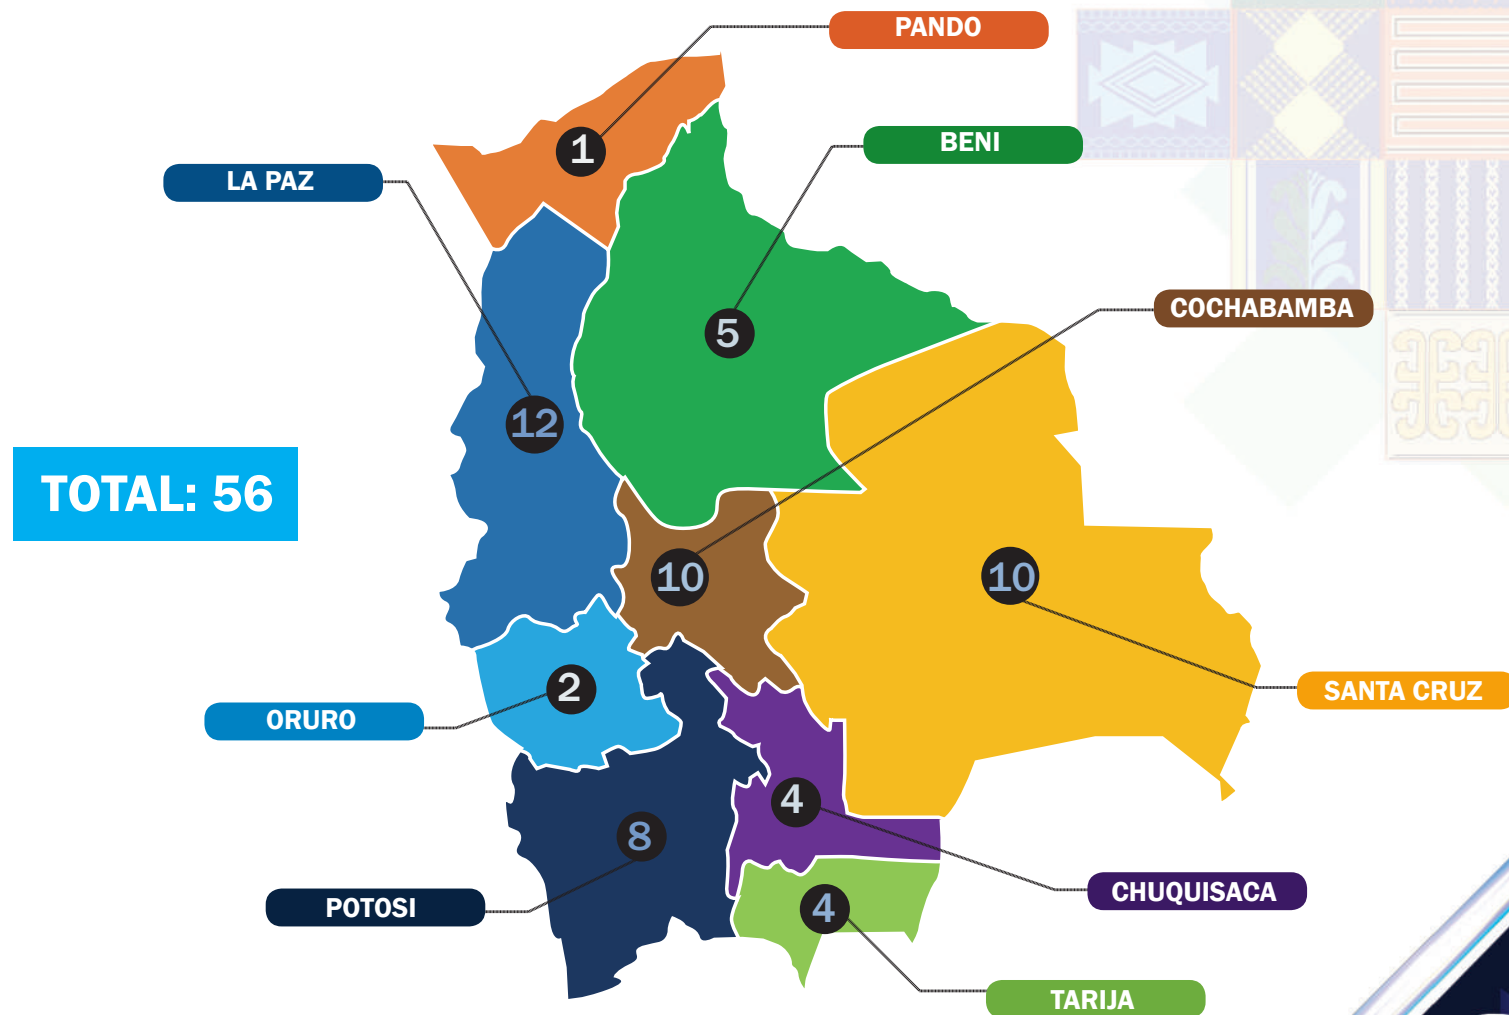 PANDO
1
BENI
LA PAZ
COCHABAMBA
5
12
TOTAL: 56
10
10
2
SANTA CRUZ
ORURO
4
8
CHUQUISACA
POTOSI
4
TARIJA